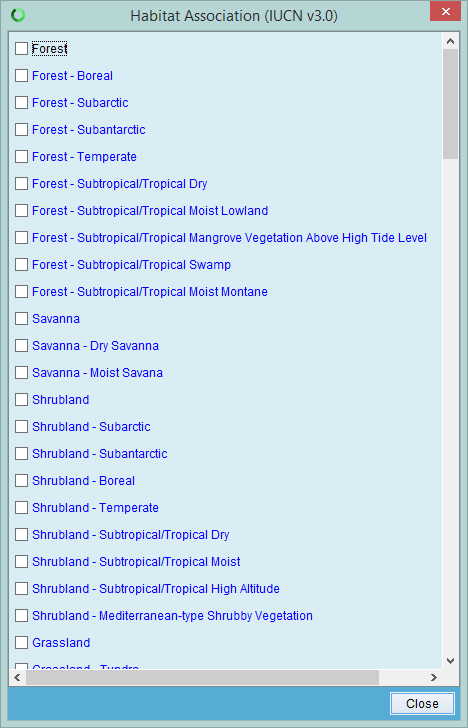 Habitat Association (IUCN v3.0)
Forest
Forest - Boreal
Forest - Subarctic
Forest - Subantarctic
Forest - Temperate
Forest - Subtropical/Tropical Dry
Forest - Subtropical/Tropical Moist Lowland
Forest - Subtropical/Tropical Mangrove Vegetation Above High Tide Level
Forest - Subtropical/Tropical Swamp
Forest - Subtropical/Tropical Moist Montane
Savanna
Savanna - Dry Savanna
Savanna - Moist Savana
Shrubland
Shrubland - Subarctic
Shrubland - Subantarctic
Shrubland - Boreal
Shrubland - Temperate
Shrubland - Subtropical/Tropical Dry
Shrubland - Subtropical/Tropical Moist
Shrubland - Subtropical/Tropical High Altitude
Shrubland - Mediterranean-type Shrubby Vegetation
Grassland
Grassland - Tundra
Close